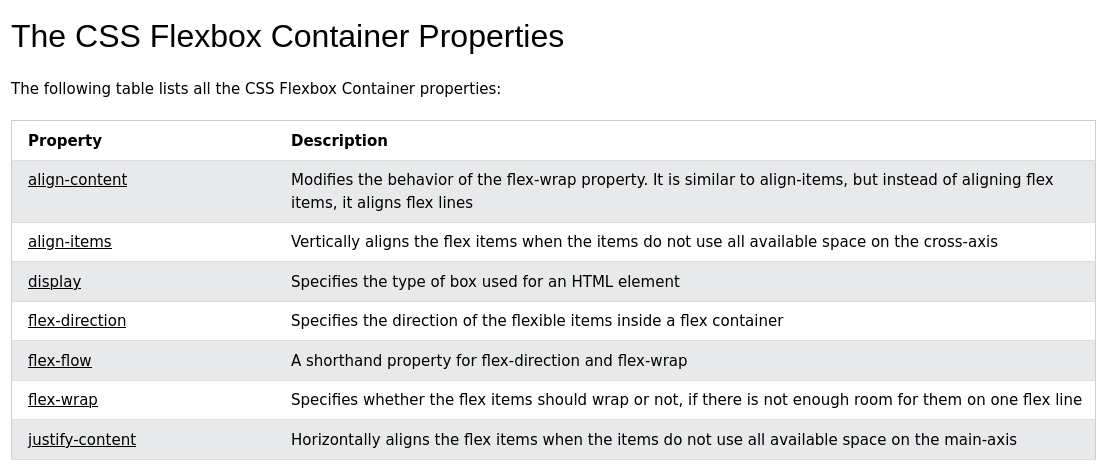 The CSS Flexbox Container Properties
The following table lists all the CSS Flexbox Container properties:
Property Description
align-content Modifies the behavior of the flex-wrap property. It is similar to align-items, but instead of aligning flex
items, it aligns flex lines
align-items Vertically aligns the flex items when the items do not use all available space on the cross-axis
display Specifies the type of box used for an HTML element
flex-direction Specifies the direction of the flexible items inside a flex container
flex-flow A shorthand property for flex-direction and flex-wrap
flex-wrap Specifies whether the flex items should wrap or not, if there is not enough room for them on one flex line
justify-content Horizontally aligns the flex items when the items do not use all available space on the main-axis